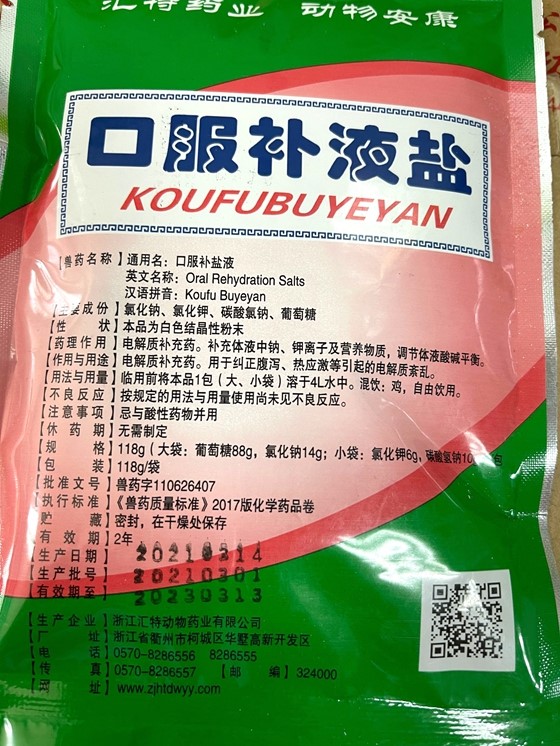 汇特药业 动物安康
口服补液盐
KOUFUBUYEYAN
【兽药名称】通用名：口服补盐液
英文名称：Oral Rehydration Salts
汉语拼音：Koufu Buyeyan
【主要成份】氯化钠、氯化钾、碳酸氢钠、葡萄糖
【性 状】本品为白色结晶性粉末
【药理作用】电解质补充药。补充体液中钠、钾离子及营养物质，调节体液酸碱平衡。
【作用与用途】电解质补充药。用于纠正腹泻、热应激等引起的电解质紊乱。
【用法与用量】临用前将本品1包（大、小袋）溶于4L水中。混饮：鸡，自由饮用。
【不良反应】按规定的用法与用量使用尚未见不良反应。
【注意事项】忌与酸性药物并用
【休 药 期】无需制定
【规 格】118g（大袋：葡萄糖88g，氯化钠14g；小袋：氯化钾6g，碳酸氢钠10
【包 装】118g/袋
【批准文号】兽药字110626407
【执行标准】《兽药质量标准》2017版化学药品卷
【贮 藏】密封，在干燥处保存
【有 效 期】2年
【生产日期】20210314
【生产批号】20210301
【有效期至】20230313
【生产企业】浙江汇特动物药业有限公司
【厂 址】浙江省衢州市柯城区华墅高新开发区
【电 话】0570-8286556 8286555
【传 真】0570-8286557 【邮 编】324000
【网 址】www.zjhtdwyy.com